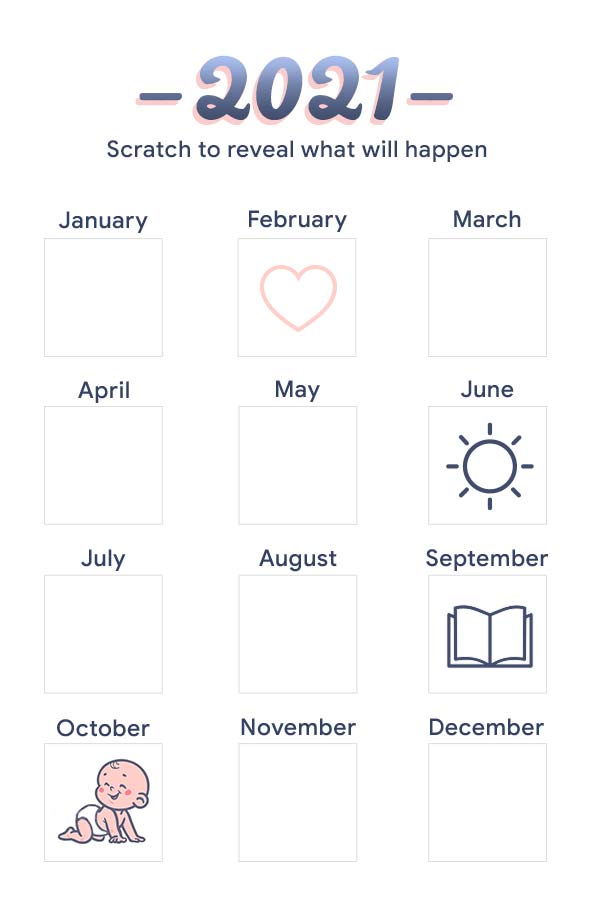 –2021–
Scratch to reveal what will happen
January February March
April May June
July August September
October November December